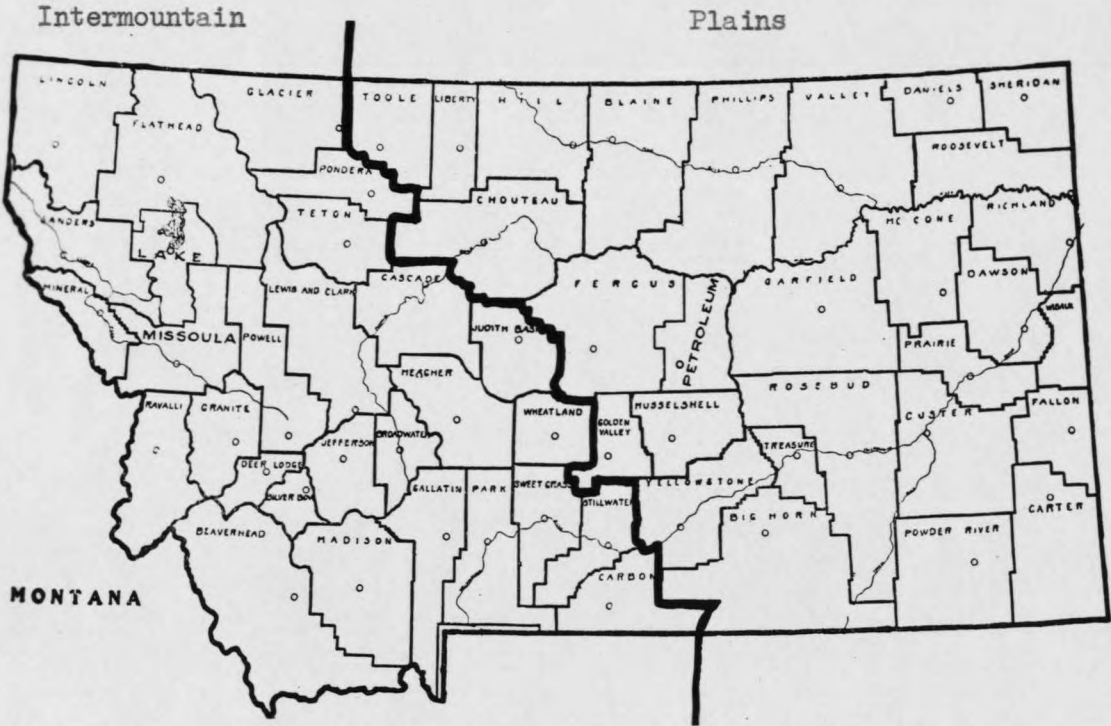 Intermountain
Plains
LINCOLN
FLATHEAD
GLACIER
TOOLE
LIBERTY
HILL
BLAINE
PHILLIPS
VALLEY
DANIELS
SHERIDAN
ROOSEVELT
PONDERA
TETON
CHOUTEAU
MC CONE
RICHLAND
SANDERS
LAKE
MINERAL
MISSOULA
POWELL
LEWIS AND CLARK
CASCADE
JUDITH BASIN
FERGUS
PETROLEUM
GARFIELD
DAWSON
WIBAUX
PRAIRIE
MEAGHER
WHEATLAND
GOLDEN
VALLEY
MUSSELSHELL
ROSEBUD
CUSTER
FALLON
RAVALLI
GRANITE
JEFFERSON
BROADWATER
TREASURE
DEER LODGE
SILVER BOW
GALLATIN
PARK
SWEET GRASS
STILLWATER
YELLOWSTONE
BIG HORN
CARTER
POWDER RIVER
BEAVERHEAD
MADISON
CARBON
MONTANA